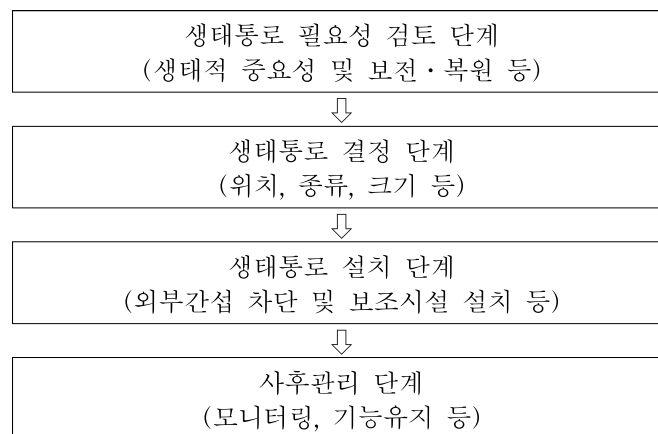 생태통로 필요성 검토 단계
(생태적 중요성 및 보전·복원 등)
생태통로 결정 단계
(위치, 종류, 크기 등)
생태통로 설치 단계
(외부간섭 차단 및 보조시설 설치 등)
사후관리 단계
(모니터링, 기능유지 등)